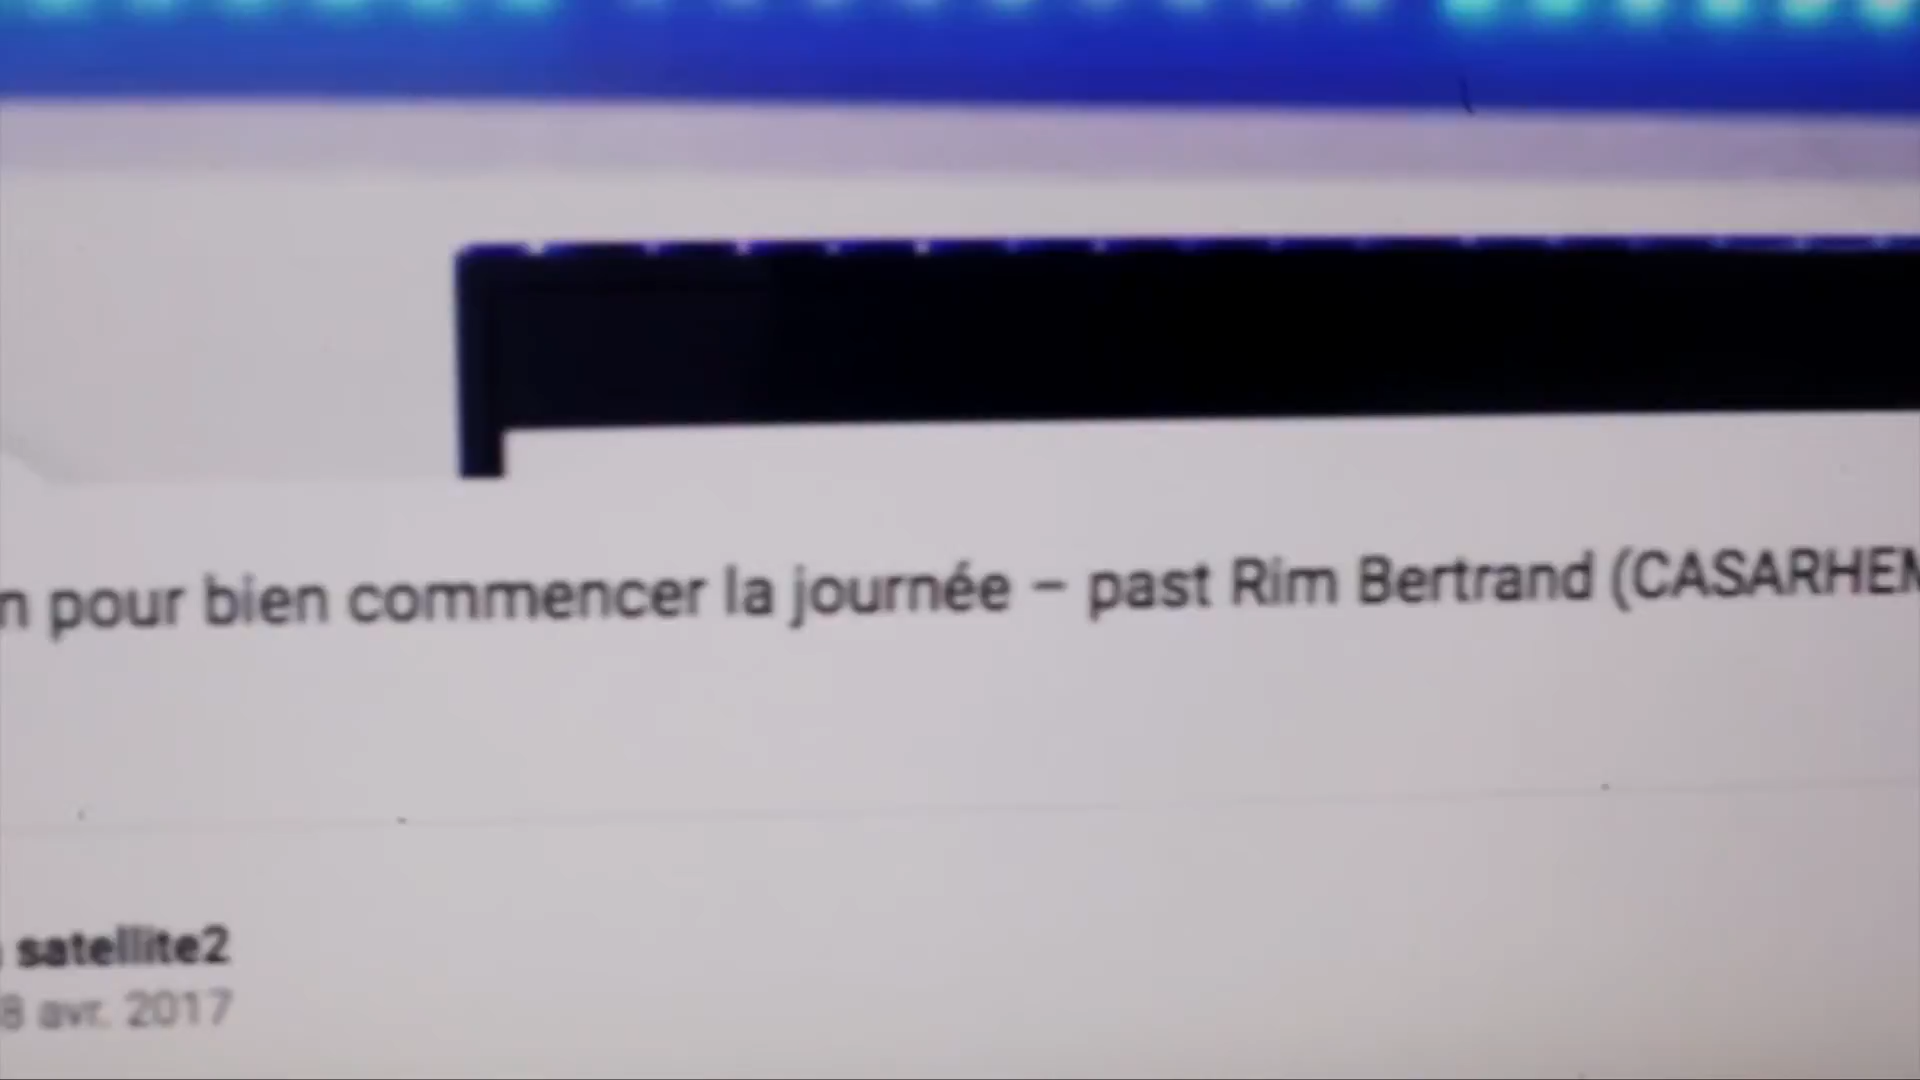 n pour bien commencer la journée – past Rim Bertrand (CASARHEM
satellite2
8 avr. 2017